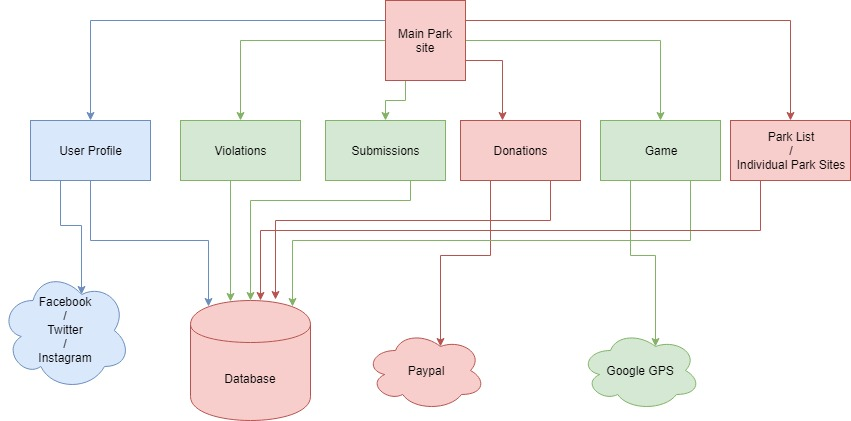 Main Park
site
User Profile
Violations
Submissions
Donations
Game
Park List
/
Individual Park Sites
Facebook
/
Twitter
/
Instagram
Database
Paypal
Google GPS